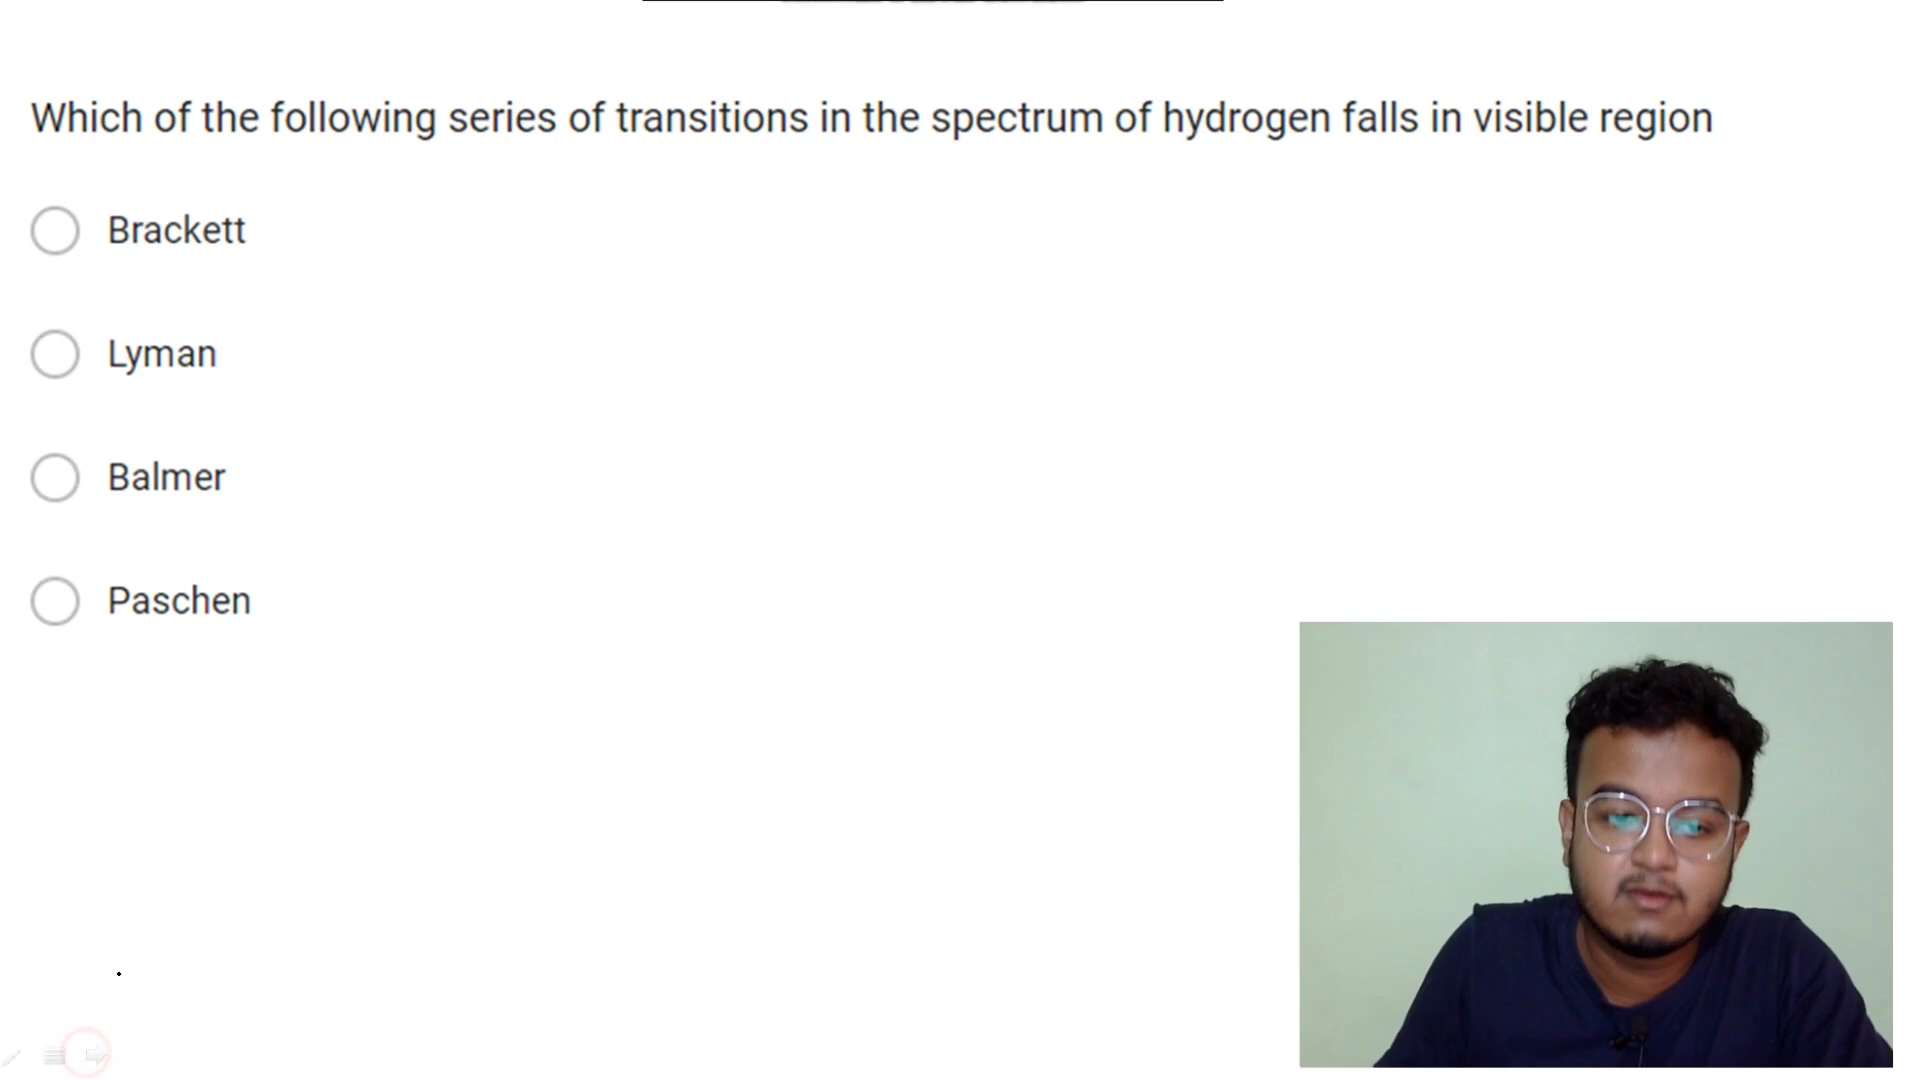 Which of the following series of transitions in the spectrum of hydrogen falls in visible region
Brackett
Lyman
Balmer
Paschen